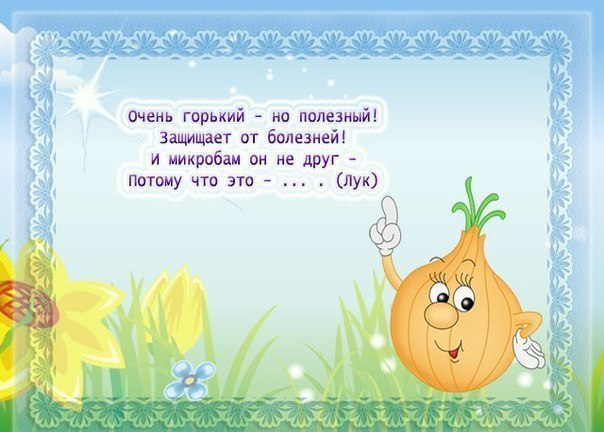 Очень горький - но полезный!
Защищает от болезней!
И микробам он не друг -
Потому что это - ... . (Лук)